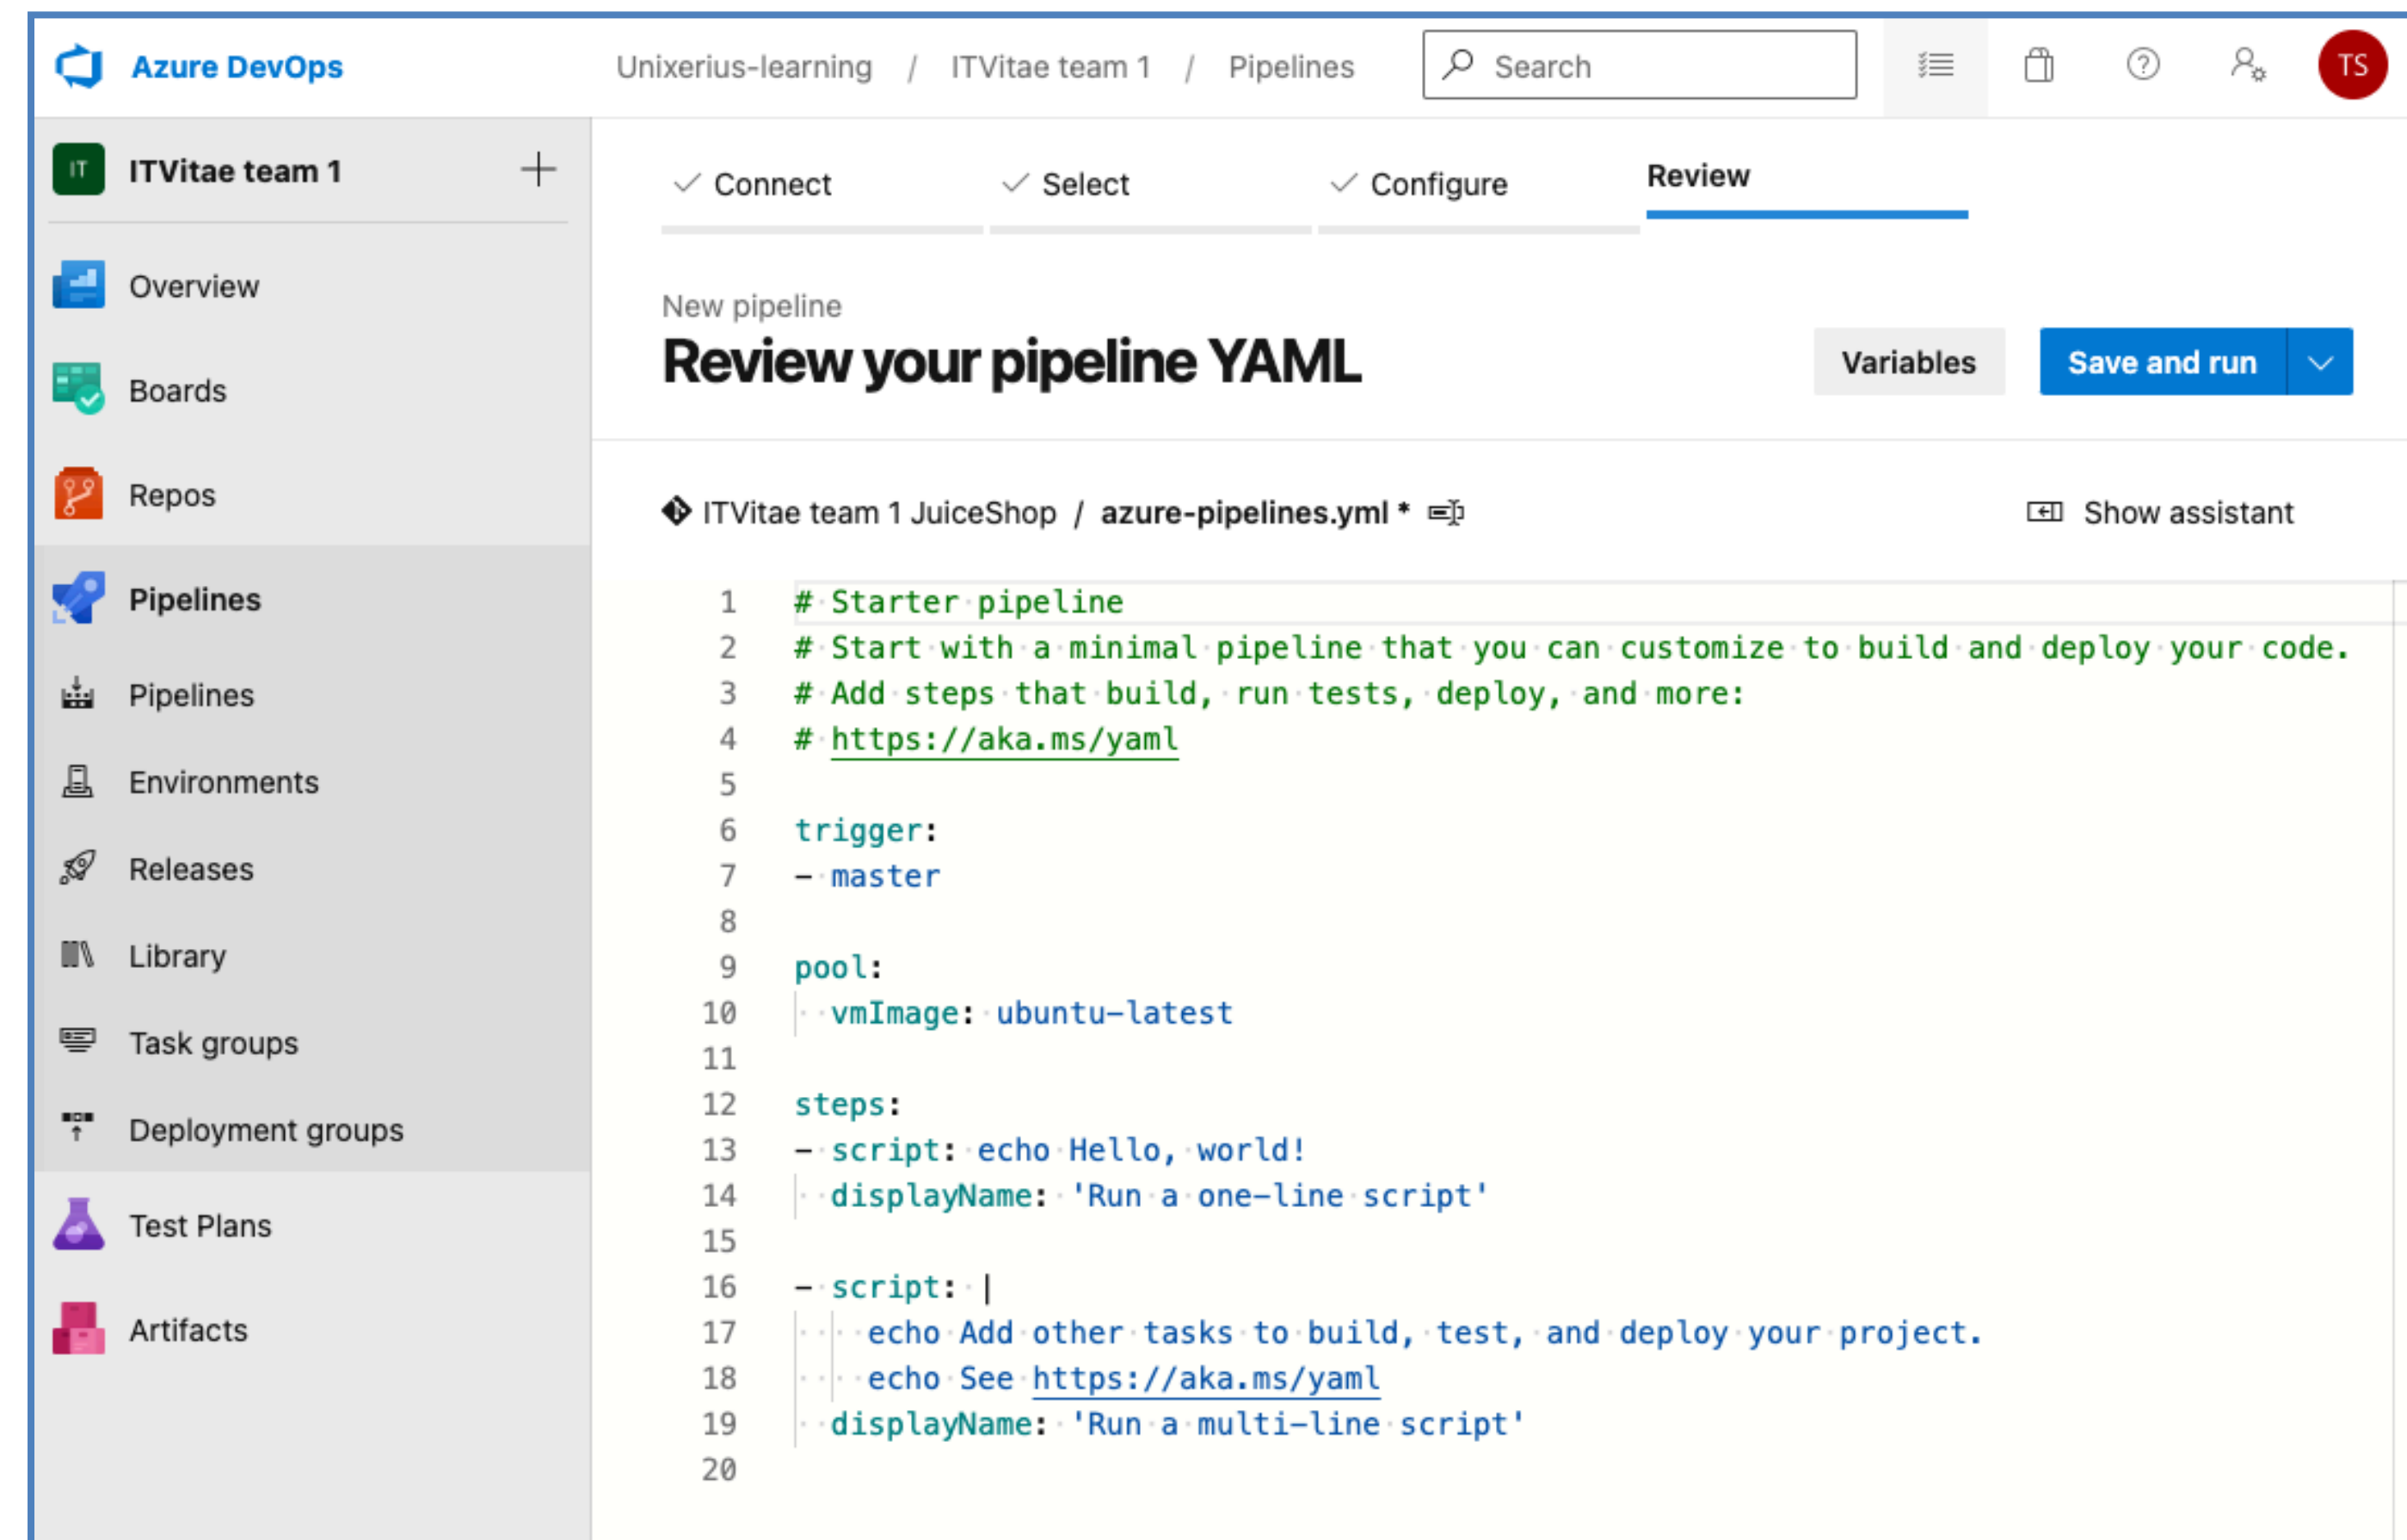 Azure DevOps
Unixerius-learning / ITVitae team 1 / Pipelines
Search
TS
IT
ITVitae team 1
Overview
Boards
Repos
Pipelines
Pipelines
Environments
Releases
Library
Task groups
Deployment groups
Test Plans
Artifacts
Connect
Select
Configure
Review
New pipeline
Review your pipeline YAML
Variables
Save and run
ITVitae team 1 JuiceShop / azure-pipelines.yml *
Show assistant
1 # Starter pipeline
2 # Start with a minimal pipeline that you can customize to build and deploy your code.
3 # Add steps that build, run tests, deploy, and more:
4 # https://aka.ms/yaml
5
6 trigger:
7 - master
8
9 pool:
10   vmImage: ubuntu-latest
11
12 steps:
13 - script: echo Hello, world!
14   displayName: 'Run a one-line script'
15
16 - script: |
17     echo Add other tasks to build, test, and deploy your project.
18     echo See https://aka.ms/yaml
19   displayName: 'Run a multi-line script'
20